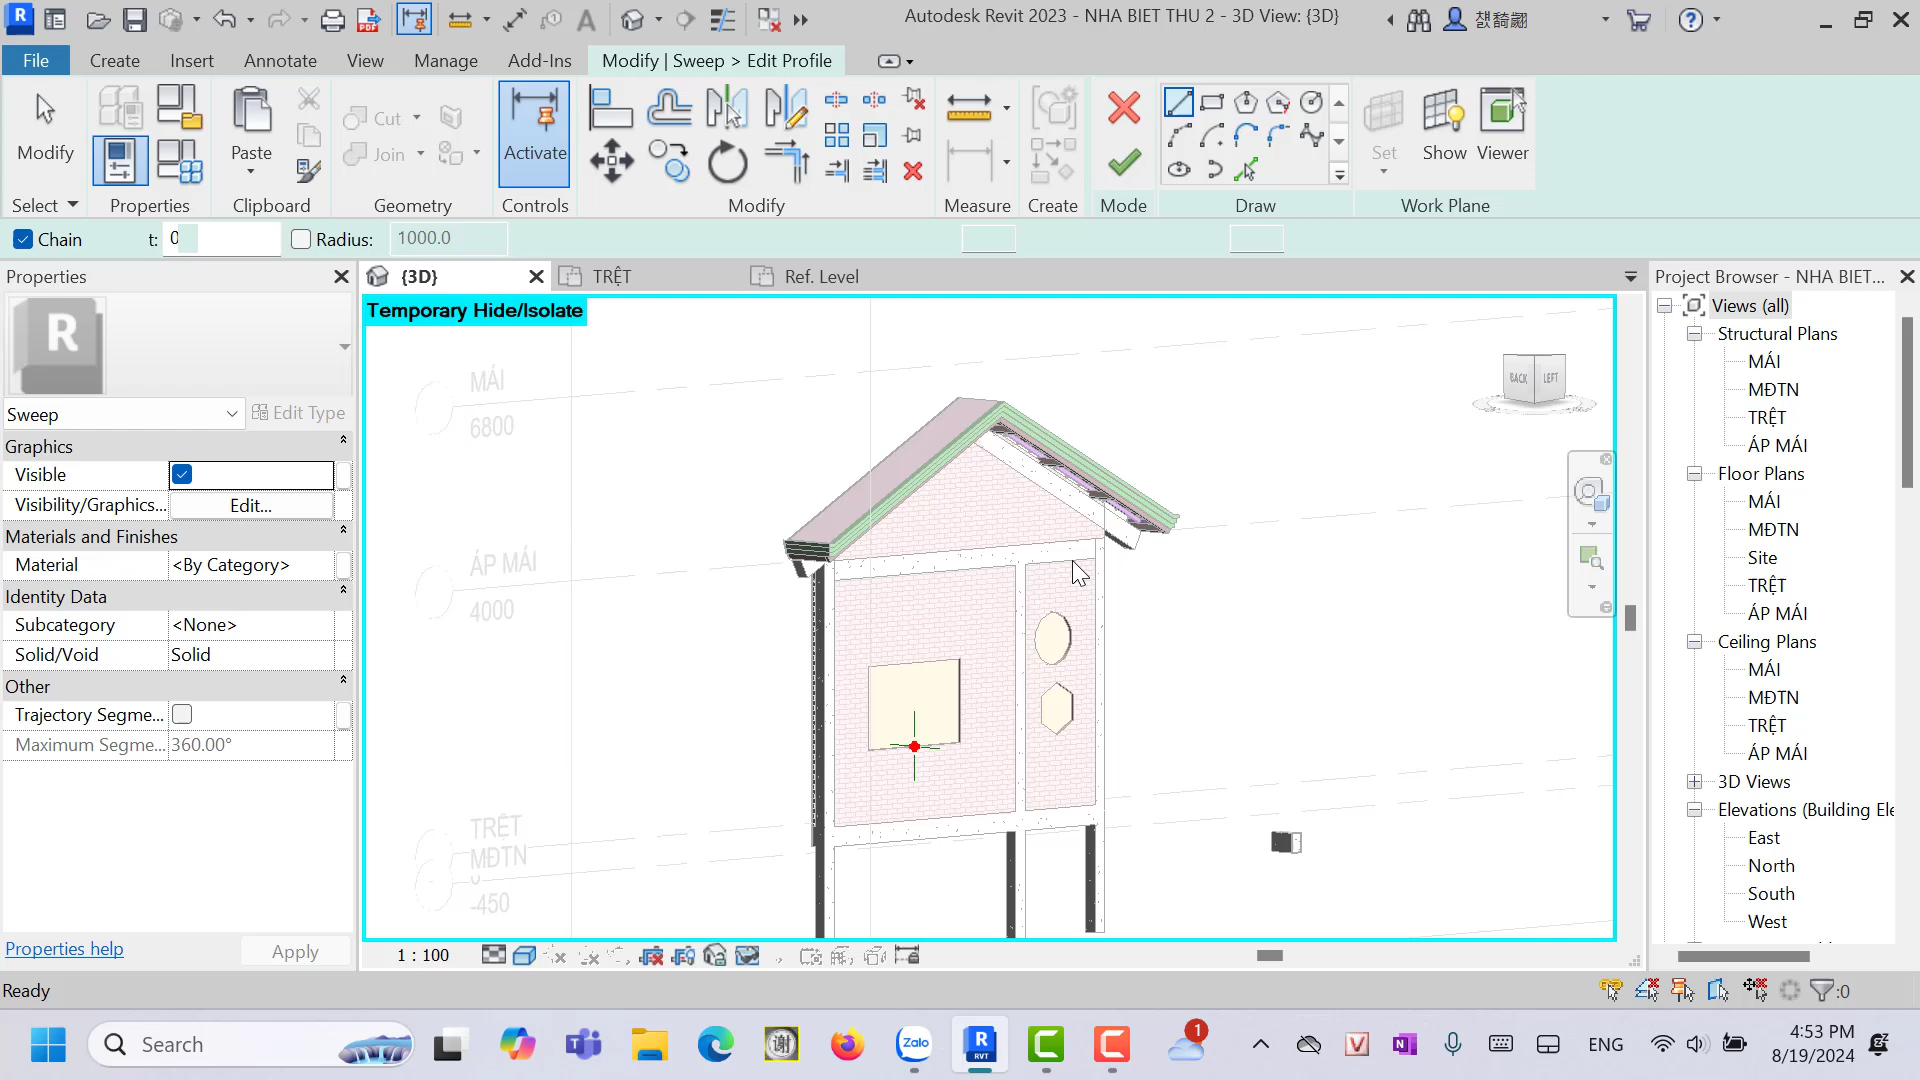 Autodesk Revit 2023 - NHA BIET THU 2 - 3D View: {3D}
File Create Insert Annotate View Manage Add-Ins Modify | Sweep > Edit Profile
Modify Paste Cut Join Activate Set Show Viewer
Select Properties Clipboard Geometry Controls Modify Measure Create Mode Draw Work Plane
Chain t: 0 Radius: 1000.0
Properties
{3D} TRỆT Ref. Level
Project Browser - NHA BIET...
Temporary Hide/Isolate
R
Sweep Edit Type
Graphics
Visible
Visibility/Graphics... Edit...
Materials and Finishes
Material <By Category>
Identity Data
Subcategory <None>
Solid/Void Solid
Other
Trajectory Segme...
Maximum Segme... 360.00°
Properties help Apply
MÁI
6800
ÁP MÁI
4000
TRỆT
MĐTN
-450
BACK LEFT
Views (all)
Structural Plans
MÁI
MĐTN
TRỆT
ÁP MÁI
Floor Plans
MÁI
MĐTN
Site
TRỆT
ÁP MÁI
Ceiling Plans
MÁI
MĐTN
TRỆT
ÁP MÁI
3D Views
Elevations (Building Ele
East
North
South
West
1 : 100
Ready :0
Search Zalo R RVT 1 ENG 4:53 PM
8/19/2024